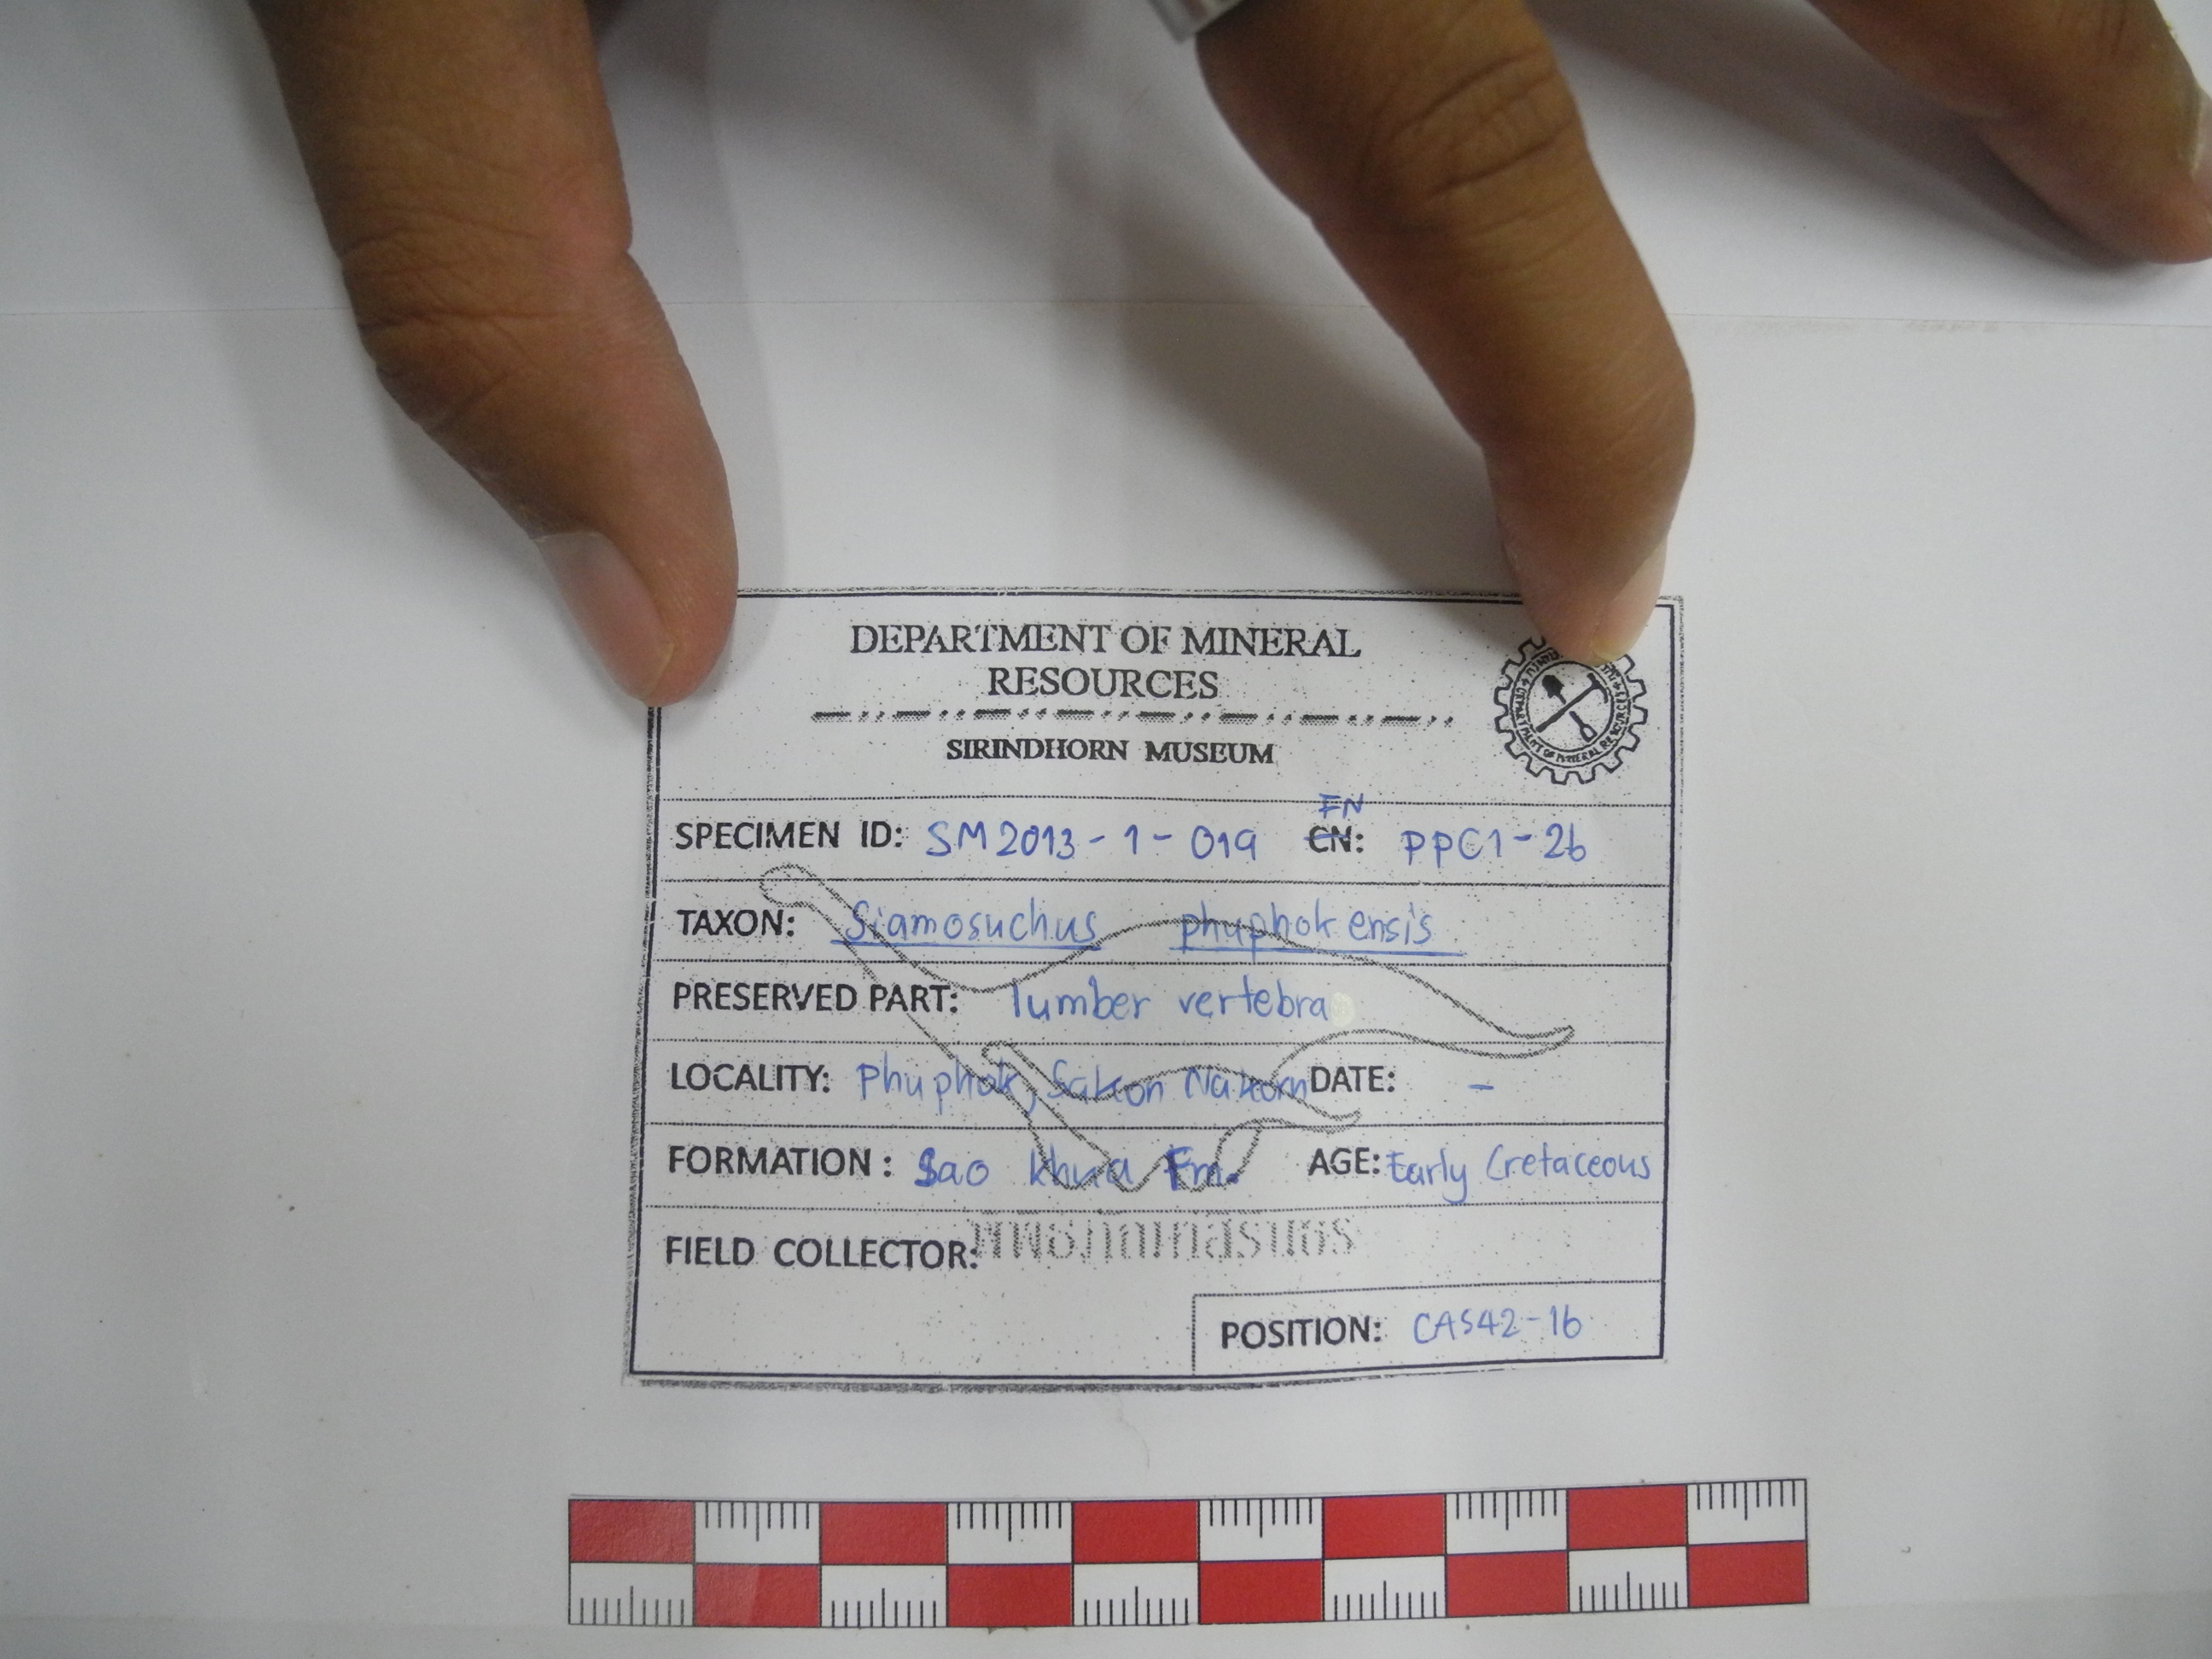 DEPARTMENT OF MINERAL
RESOURCES
SIRINDHORN MUSEUM
FN
SPECIMEN ID: SM2013-1-019 CN: PPC1-26
TAXON: Siamosuchus phuphokensis
PRESERVED PART: lumber vertebra
LOCALITY: Phuphok, Sakon Nakorn DATE: -
FORMATION: Sao khua Fm. AGE: Early Cretaceous
FIELD COLLECTOR:
POSITION: CAS42-16